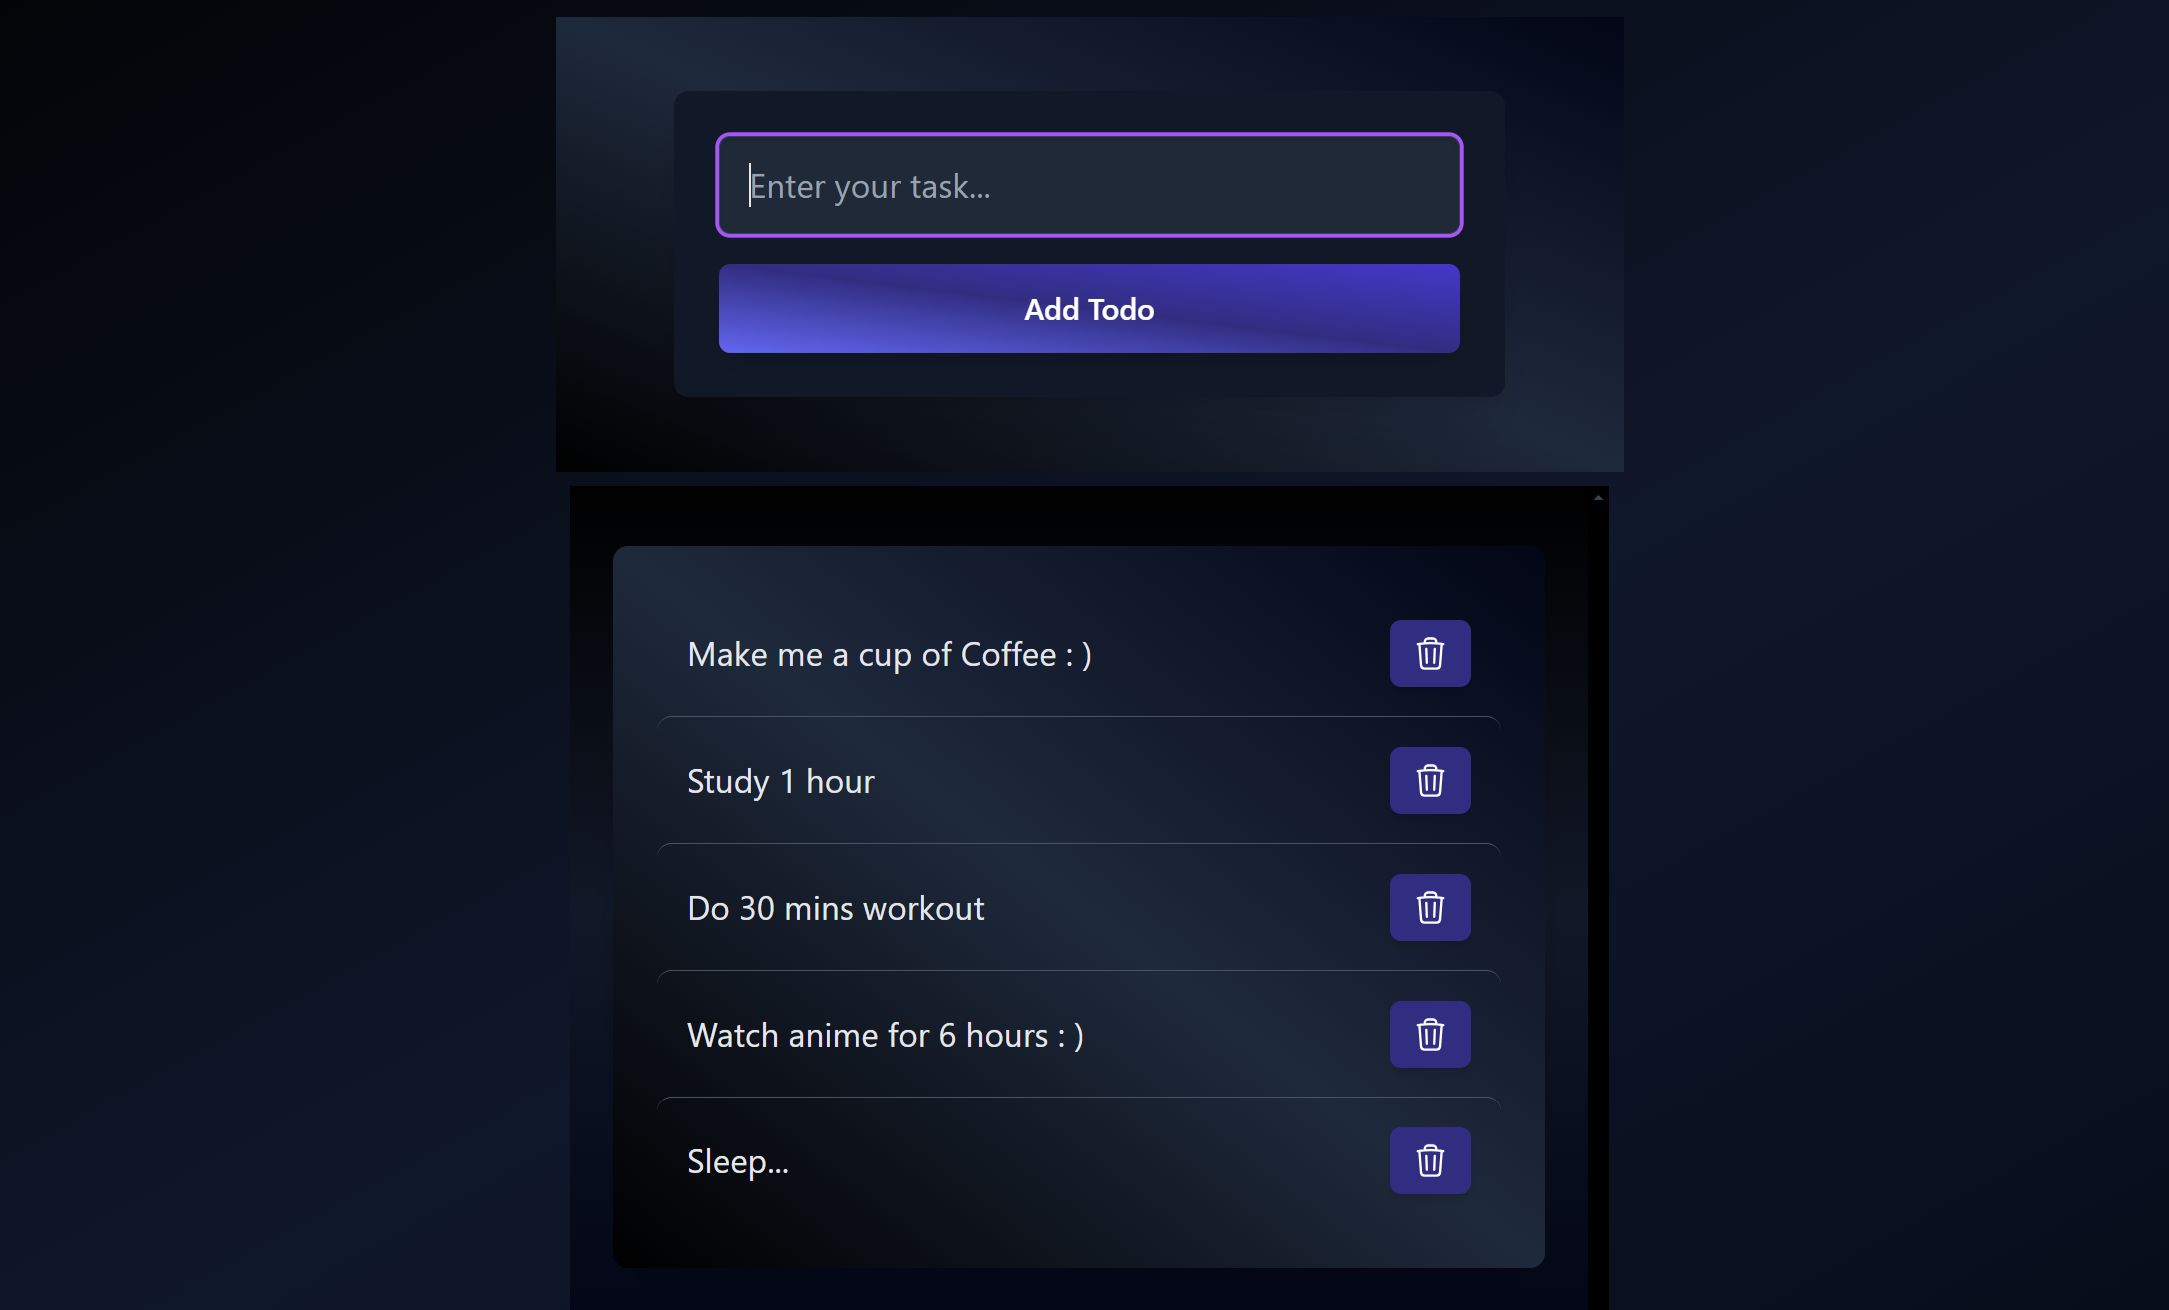 Enter your task...
Add Todo
Make me a cup of Coffee : )
Study 1 hour
Do 30 mins workout
Watch anime for 6 hours : )
Sleep...